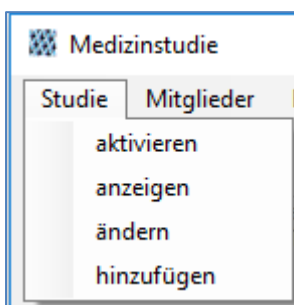 Medizinstudie
Studie Mitglieder
aktivieren
anzeigen
ändern
hinzufügen